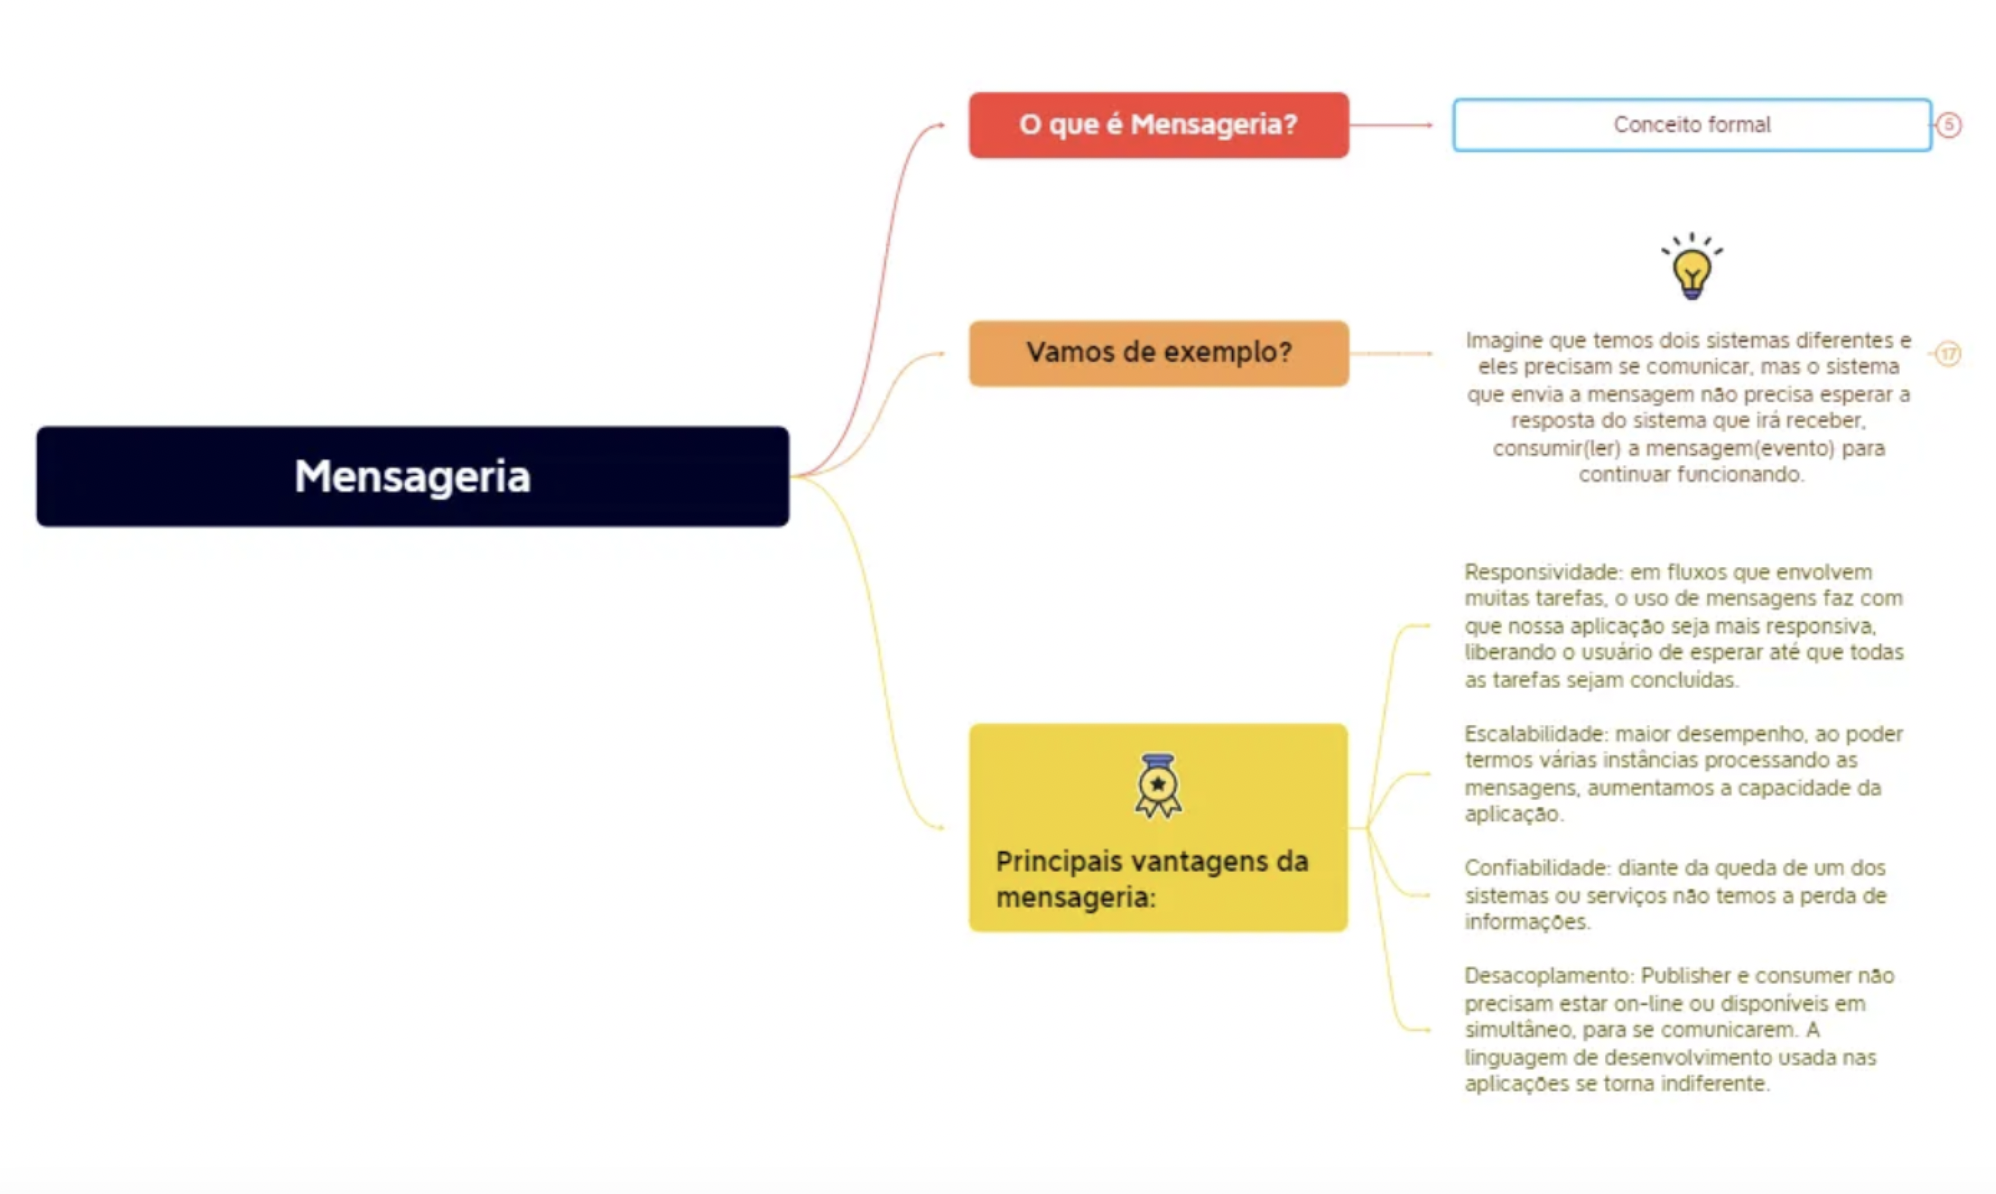 Mensageria
O que é Mensageria?
Conceito formal
5
Vamos de exemplo?
Imagine que temos dois sistemas diferentes e
eles precisam se comunicar, mas o sistema
que envia a mensagem não precisa esperar a
resposta do sistema que irá receber,
consumir(ler) a mensagem(evento) para
continuar funcionando.
17
Principais vantagens da
mensageria:
Responsividade: em fluxos que envolvem
muitas tarefas, o uso de mensagens faz com
que nossa aplicação seja mais responsiva,
liberando o usuário de esperar até que todas
as tarefas sejam concluídas.
Escalabilidade: maior desempenho, ao poder
termos várias instâncias processando as
mensagens, aumentamos a capacidade da
aplicação.
Confiabilidade: diante da queda de um dos
sistemas ou serviços não temos a perda de
informações.
Desacoplamento: Publisher e consumer não
precisam estar on-line ou disponíveis em
simultâneo, para se comunicarem. A
linguagem de desenvolvimento usada nas
aplicações se torna indiferente.